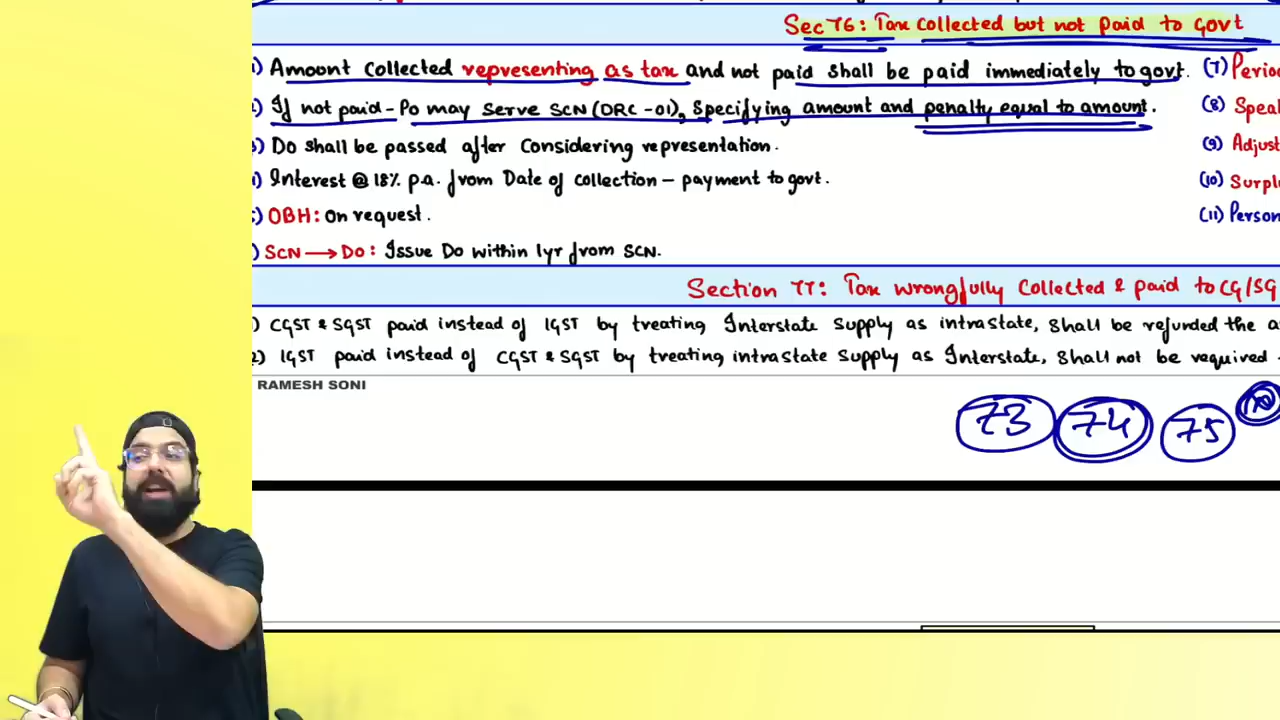 Sec 76: Tax collected but not paid to govt
) Amount collected representing as tax and not paid shall be paid immediately to govt. (7) Period
) If not paid - Po may serve SCN (DRC-01), specifying amount and penalty equal to amount. (8) Speak
) Do shall be passed after considering representation. (9) Adjust
) Interest @ 18% p.a. from Date of collection - payment to govt. (10) Surpl
) OBH: On request. (11) Person
) SCN → Do: Issue Do within 1yr from SCN.
Section 77: Tax wrongfully collected & paid to CG/SG
) CGST & SGST paid instead of IGST by treating Interstate supply as intrastate, shall be refunded the a
2) IGST paid instead of CGST & SGST by treating intrastate supply as Interstate, shall not be required
RAMESH SONI
73 74 75